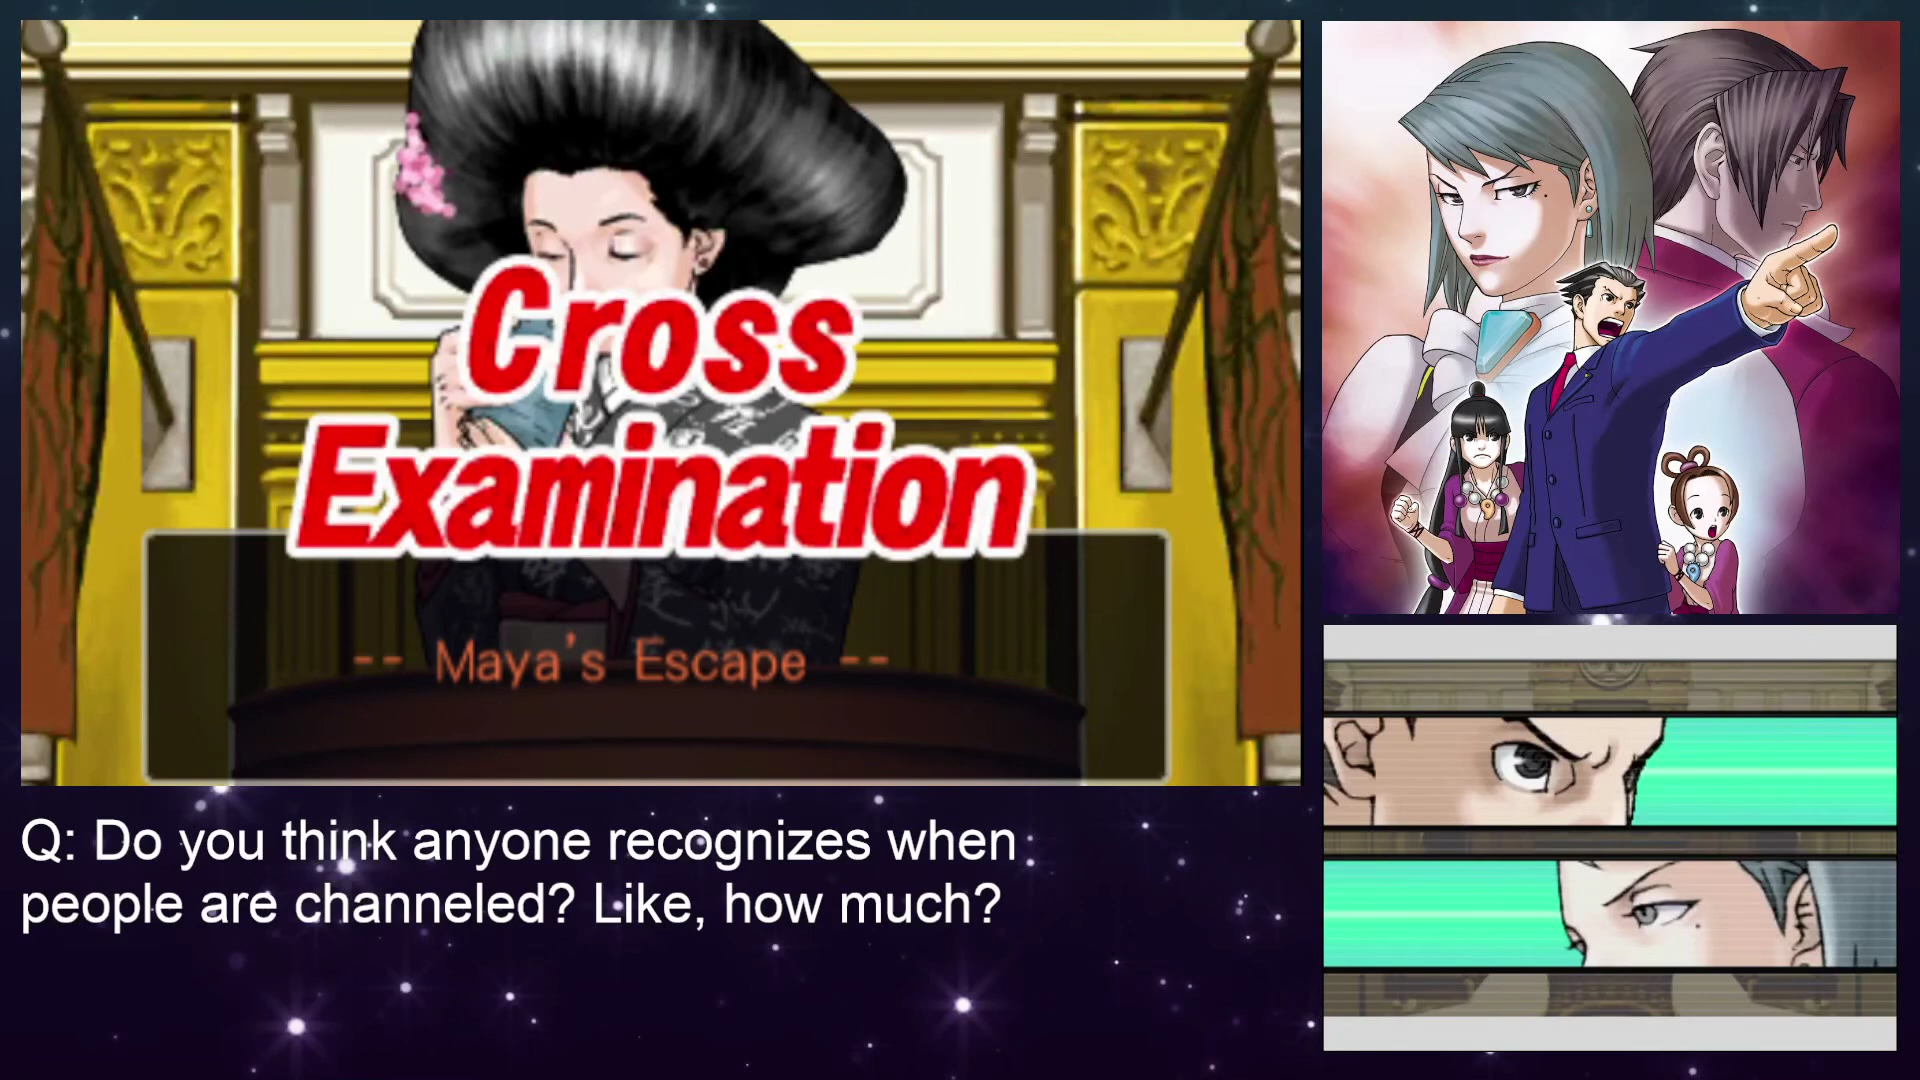 Cross
Examination
-- Maya's Escape --
Q: Do you think anyone recognizes when
people are channeled? Like, how much?